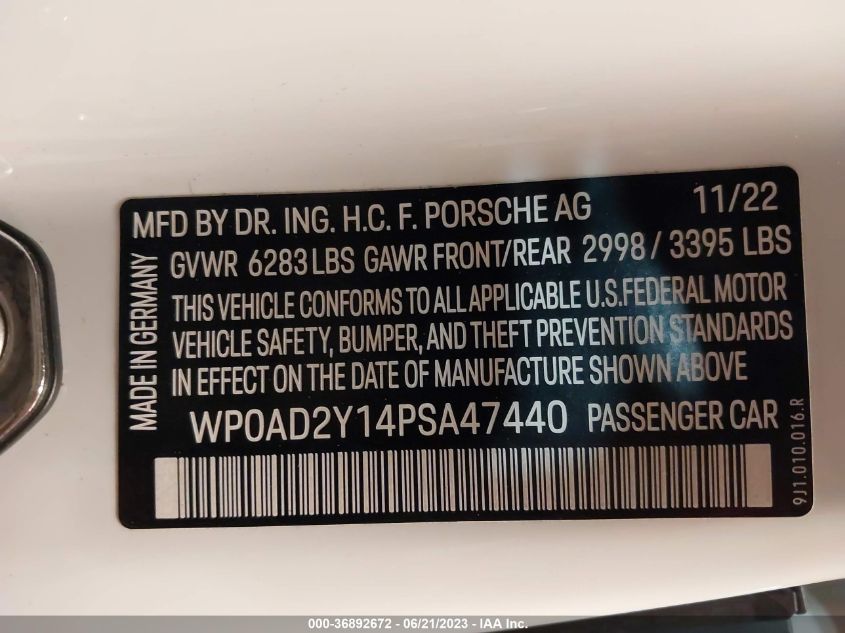 MFD BY DR. ING. H.C. F. PORSCHE AG 11/22
GVWR 6283 LBS GAWR FRONT/REAR 2998 / 3395 LBS
THIS VEHICLE CONFORMS TO ALL APPLICABLE U.S. FEDERAL MOTOR
VEHICLE SAFETY, BUMPER, AND THEFT PREVENTION STANDARDS
IN EFFECT ON THE DATE OF MANUFACTURE SHOWN ABOVE
WP0AD2Y14PSA47440 PASSENGER CAR
MADE IN GERMANY
9J1.010.016.R
000-36892672 - 06/21/2023 - IAA Inc.